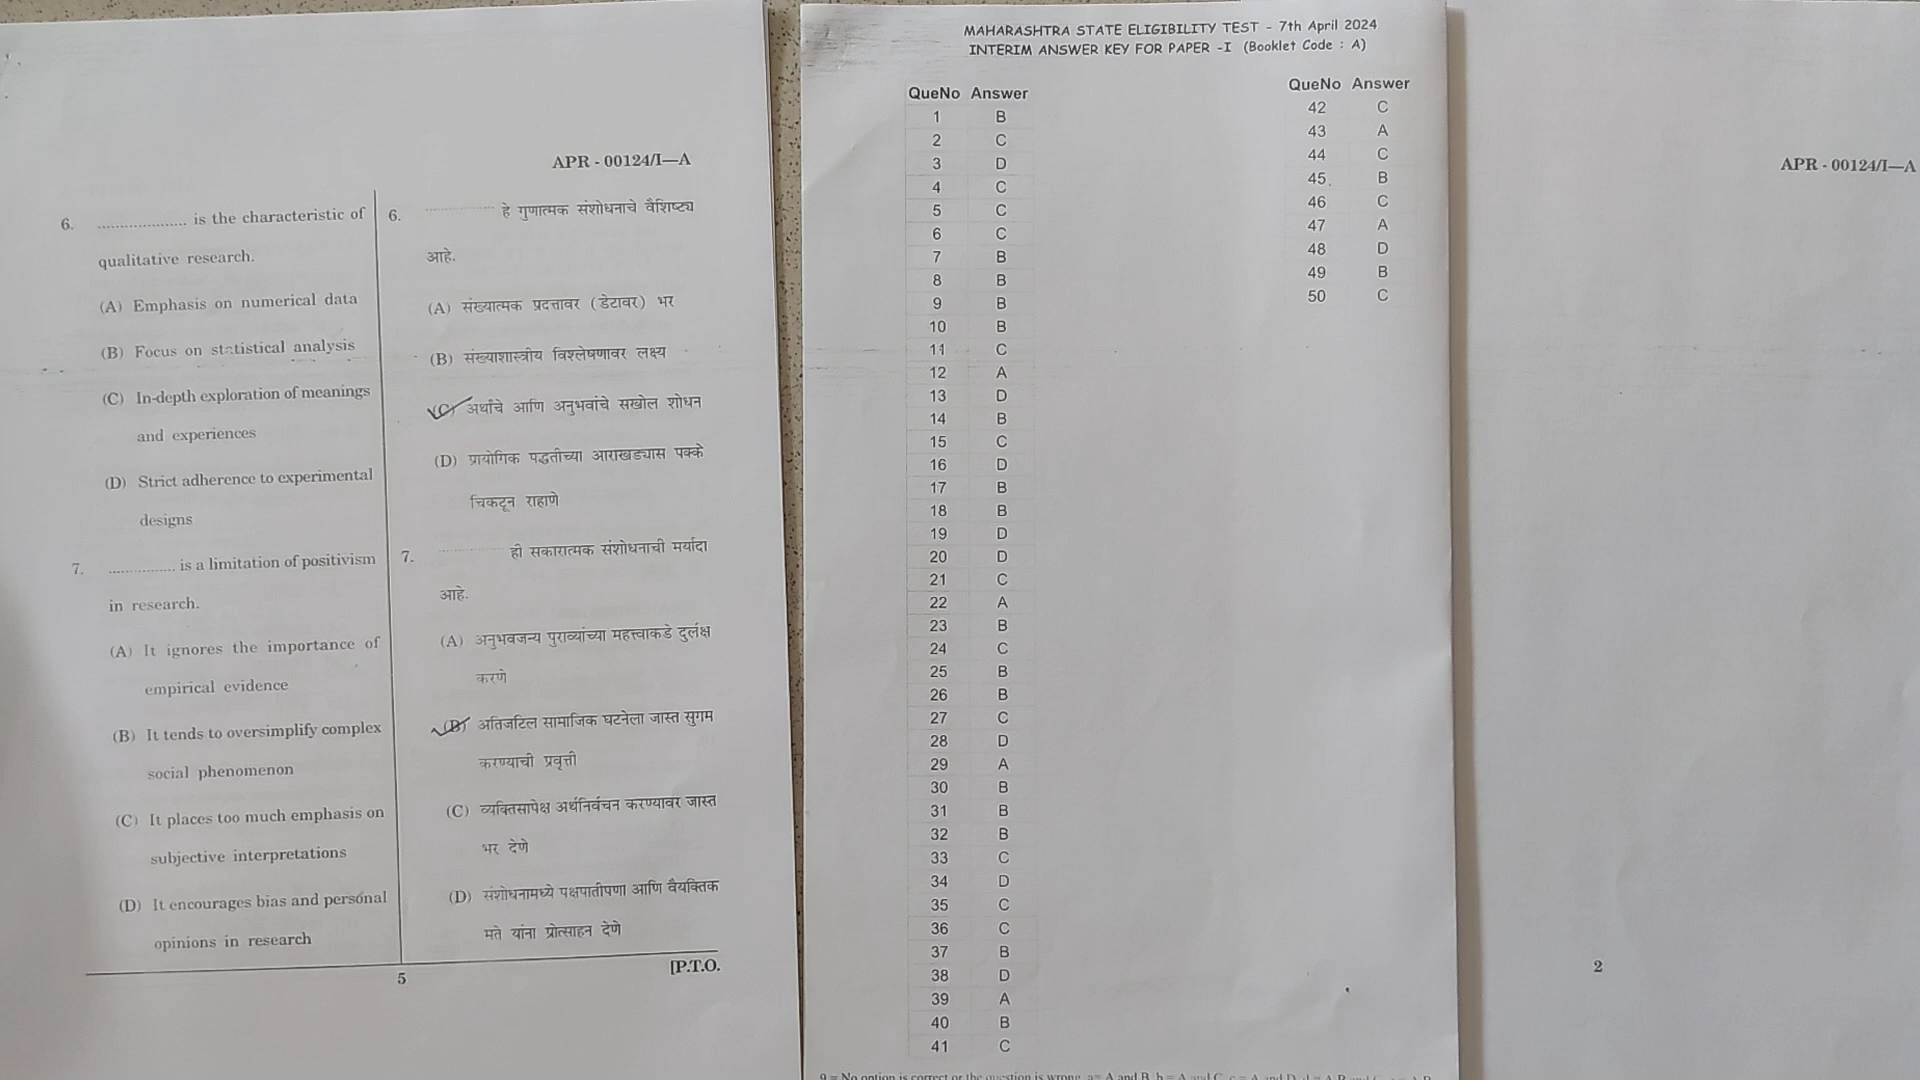 APR - 00124/I—A
6. ..................... is the characteristic of
qualitative research.
(A) Emphasis on numerical data
(B) Focus on statistical analysis
(C) In-depth exploration of meanings
and experiences
(D) Strict adherence to experimental
designs
7. ................ is a limitation of positivism
in research.
(A) It ignores the importance of
empirical evidence
(B) It tends to oversimplify complex
social phenomenon
(C) It places too much emphasis on
subjective interpretations
(D) It encourages bias and personal
opinions in research
6. ..................... हे गुणात्मक संशोधनाचे वैशिष्ट्य
आहे.
(A) संख्यात्मक प्रदत्तावर (डेटावर) भर
(B) संख्याशास्त्रीय विश्लेषणावर लक्ष्य
(C) अर्थांचे आणि अनुभवांचे सखोल शोधन
(D) प्रायोगिक पद्धतीच्या आराखड्यास पक्के
चिकटून राहाणे
7. ..................... ही सकारात्मक संशोधनाची मर्यादा
आहे.
(A) अनुभवजन्य पुराव्यांच्या महत्त्वाकडे दुर्लक्ष
करणे
(B) अतिजटिल सामाजिक घटनेला जास्त सुगम
करण्याची प्रवृत्ती
(C) व्यक्तिसापेक्ष अर्थनिर्वचन करण्यावर जास्त
भर देणे
(D) संशोधनामध्ये पक्षपातीपणा आणि वैयक्तिक
मते यांना प्रोत्साहन देणे
5
[P.T.O.
MAHARASHTRA STATE ELIGIBILITY TEST - 7th April 2024
INTERIM ANSWER KEY FOR PAPER -I (Booklet Code : A)
QueNo Answer
1 B
2 C
3 D
4 C
5 C
6 C
7 B
8 B
9 B
10 B
11 C
12 A
13 D
14 B
15 C
16 D
17 B
18 B
19 D
20 D
21 C
22 A
23 B
24 C
25 B
26 B
27 C
28 D
29 A
30 B
31 B
32 B
33 C
34 D
35 C
36 C
37 B
38 D
39 A
40 B
41 C
QueNo Answer
42 C
43 A
44 C
45 B
46 C
47 A
48 D
49 B
50 C
No option is correct or the question is wrong
APR - 00124/I—A
2